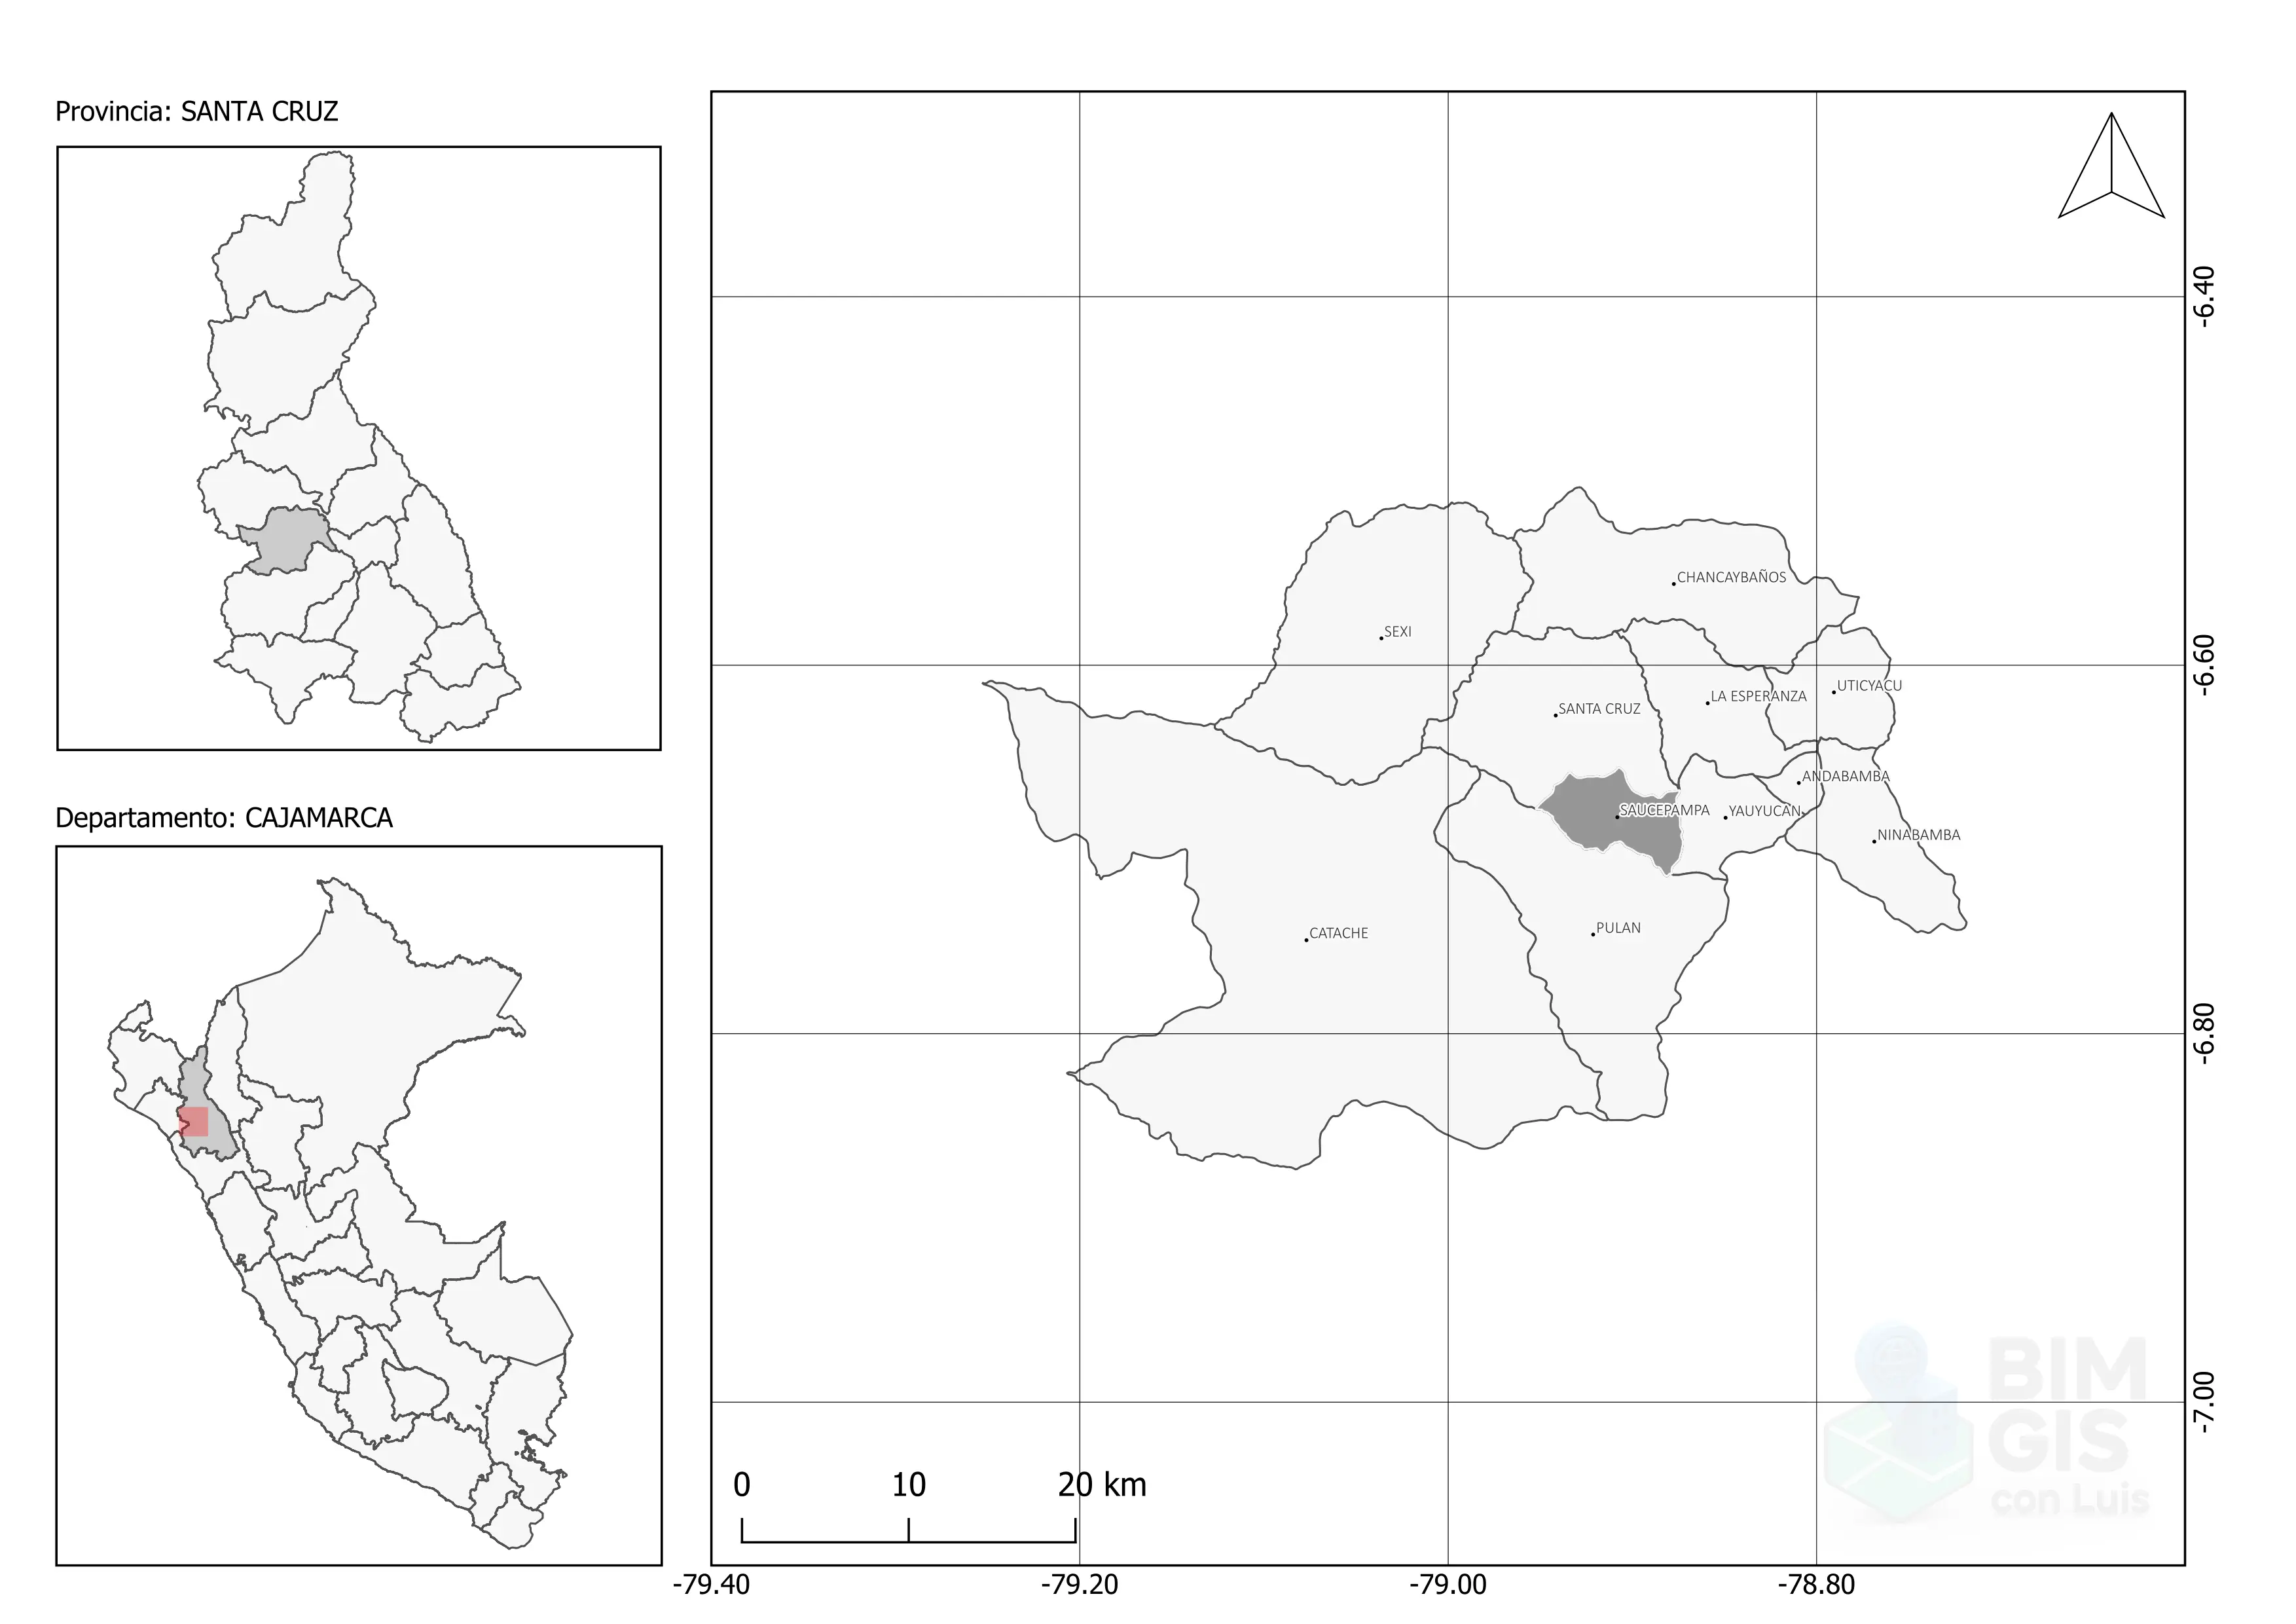 Provincia: SANTA CRUZ
Departamento: CAJAMARCA
CHANCAYBAÑOS
SEXI
UTICYACU
LA ESPERANZA
SANTA CRUZ
ANDABAMBA
SAUCEPAMPA
YAUYUCAN
NINABAMBA
PULAN
CATACHE
-6.40
-6.60
-6.80
-7.00
0 10 20 km
-79.40 -79.20 -79.00 -78.80
BIM
GIS
con Luis